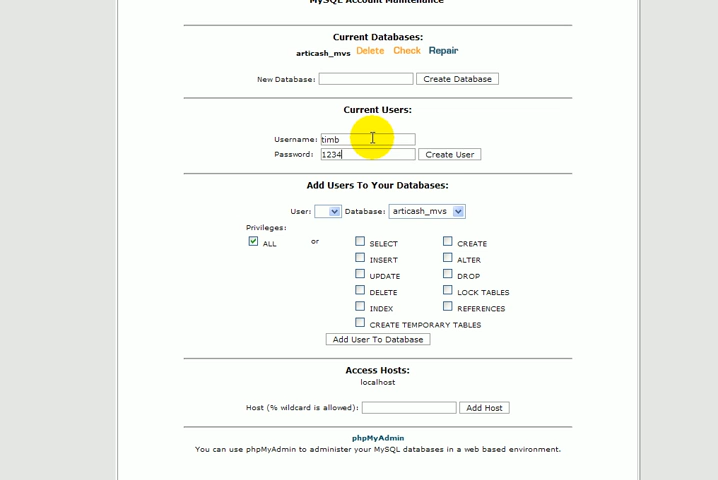 MySQL Account Maintenance
Current Databases:
articash_mvs Delete Check Repair
New Database: Create Database
Current Users:
Username: timb
Password: 1234 Create User
Add Users To Your Databases:
User: Database: articash_mvs
Privileges:
ALL or SELECT CREATE
INSERT ALTER
UPDATE DROP
DELETE LOCK TABLES
INDEX REFERENCES
CREATE TEMPORARY TABLES
Add User To Database
Access Hosts:
localhost
Host (% wildcard is allowed): Add Host
phpMyAdmin
You can use phpMyAdmin to administer your MySQL databases in a web based environment.